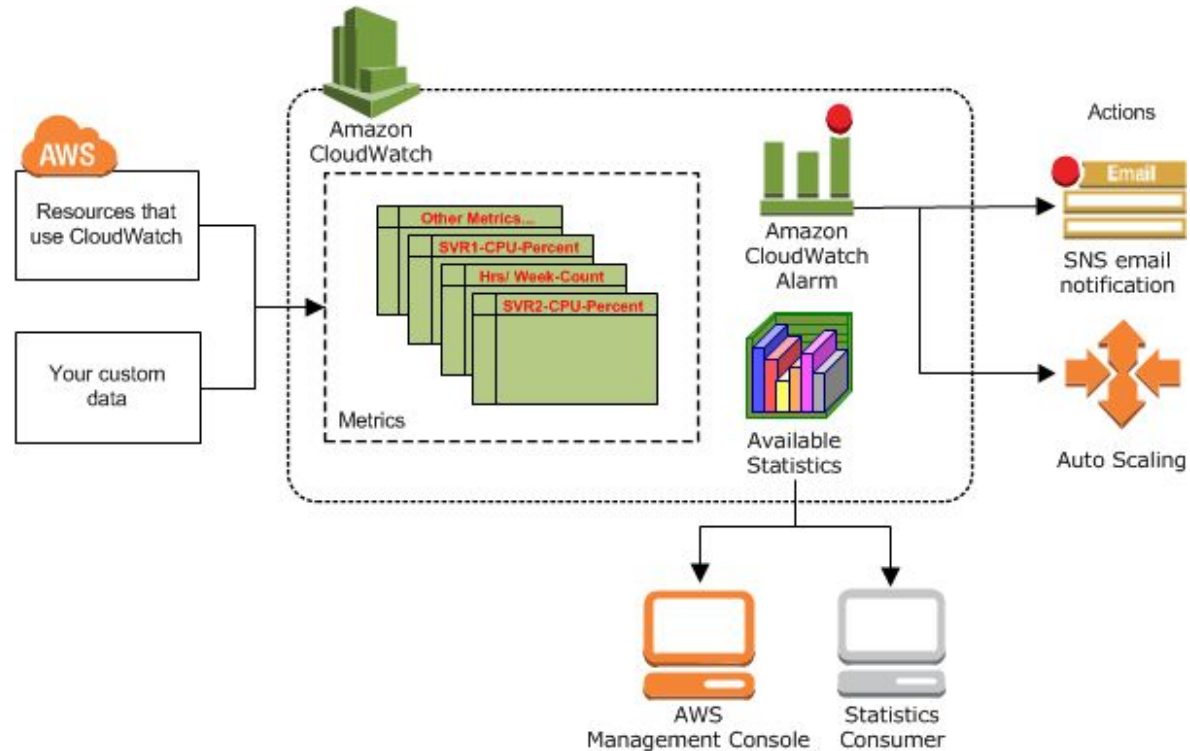 Amazon
CloudWatch
AWS
Resources that
use CloudWatch
Your custom
data
Other Metrics...
SVR1-CPU-Percent
Hrs/ Week-Count
SVR2-CPU-Percent
Metrics
Amazon
CloudWatch
Alarm
Available
Statistics
Actions
Email
SNS email
notification
Auto Scaling
AWS
Management Console
Statistics
Consumer